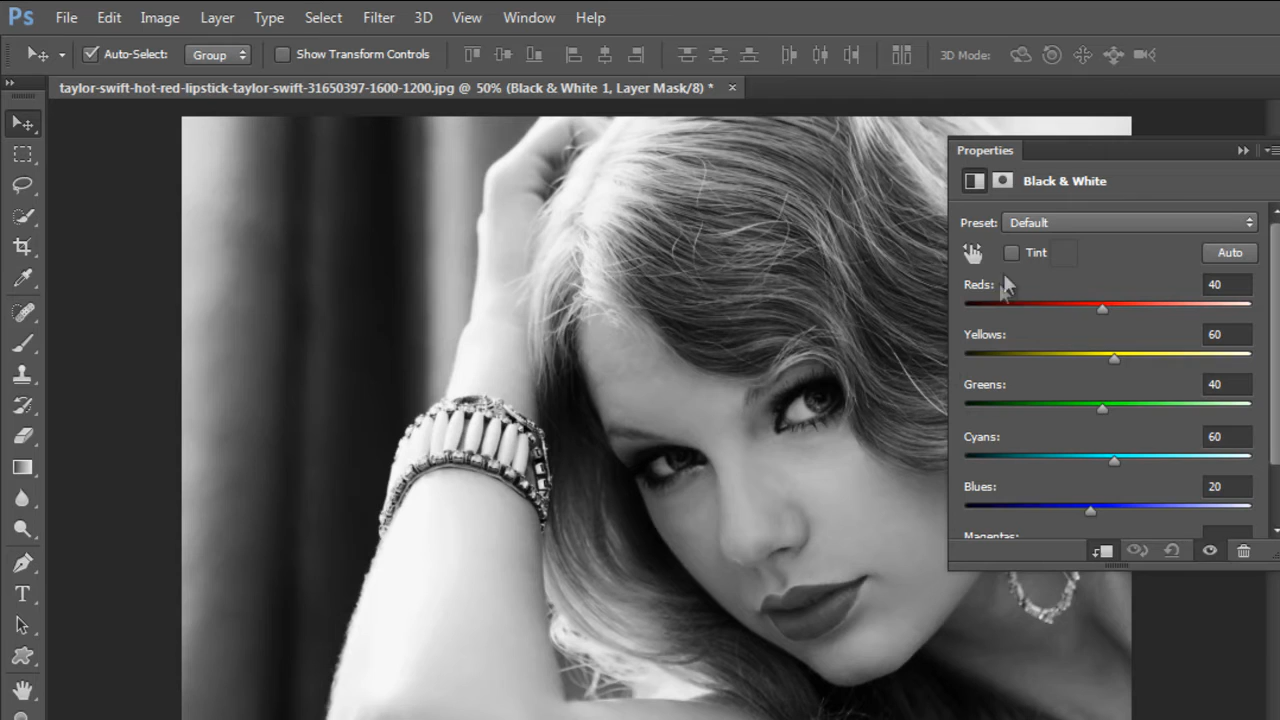 Ps File Edit Image Layer Type Select Filter 3D View Window Help
Auto-Select: Group Show Transform Controls 3D Mode:
taylor-swift-hot-red-lipstick-taylor-swift-31650397-1600-1200.jpg @ 50% (Black & White 1, Layer Mask/8) * ×
Properties
Black & White
Preset: Default
Tint Auto
Reds: 40
Yellows: 60
Greens: 40
Cyans: 60
Blues: 20
Magentas:
T